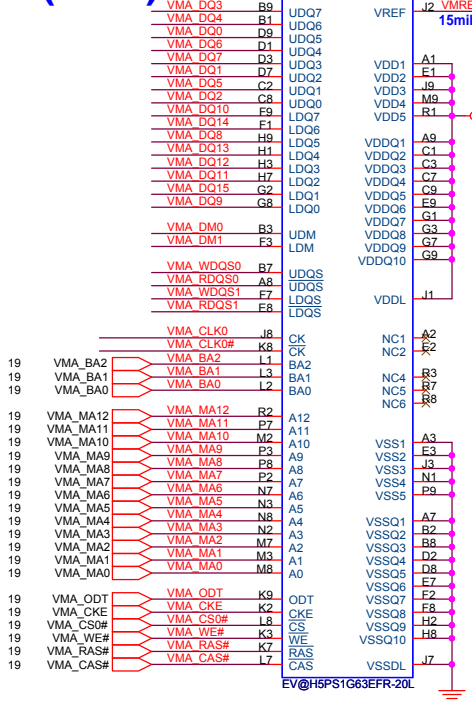 VMA_DQ3 B9 UDQ7 VREF J2 VMRE
VMA_DQ4 B1 UDQ6 15mil
VMA_DQ0 D9 UDQ5
VMA_DQ6 D1 UDQ4
VMA_DQ7 D3 UDQ3 VDD1 A1
VMA_DQ1 D7 UDQ2 VDD2 E1
VMA_DQ5 C2 UDQ1 VDD3 J9
VMA_DQ2 C8 UDQ0 VDD4 M9
VMA_DQ10 F9 LDQ7 VDD5 R1
VMA_DQ14 F1 LDQ6
VMA_DQ8 H9 LDQ5 VDDQ1 A9
VMA_DQ13 H1 LDQ4 VDDQ2 C1
VMA_DQ12 H3 LDQ3 VDDQ3 C3
VMA_DQ11 H7 LDQ2 VDDQ4 C7
VMA_DQ15 G2 LDQ1 VDDQ5 C9
VMA_DQ9 G8 LDQ0 VDDQ6 E9
VDDQ7 G1
VMA_DM0 B3 UDM VDDQ8 G3
VMA_DM1 F3 LDM VDDQ9 G7
VDDQ10 G9
VMA_WDQS0 B7 UDQS
VMA_RDQS0 A8 UDQS
VMA_WDQS1 F7 LDQS VDDL J1
VMA_RDQS1 E8 LDQS
VMA_CLK0 J8 CK NC1 A2
VMA_CLK0# K8 CK NC2 E2
19 VMA_BA2 VMA_BA2 L1 BA2
19 VMA_BA1 VMA_BA1 L3 BA1 NC4 R3
19 VMA_BA0 VMA_BA0 L2 BA0 NC5 R7
NC6 R8
19 VMA_MA12 VMA_MA12 R2 A12
19 VMA_MA11 VMA_MA11 P7 A11
19 VMA_MA10 VMA_MA10 M2 A10 VSS1 A3
19 VMA_MA9 VMA_MA9 P3 A9 VSS2 E3
19 VMA_MA8 VMA_MA8 P8 A8 VSS3 J3
19 VMA_MA7 VMA_MA7 P2 A7 VSS4 N1
19 VMA_MA6 VMA_MA6 N7 A6 VSS5 P9
19 VMA_MA5 VMA_MA5 N3 A5
19 VMA_MA4 VMA_MA4 N8 A4 VSSQ1 A7
19 VMA_MA3 VMA_MA3 N2 A3 VSSQ2 B2
19 VMA_MA2 VMA_MA2 M7 A2 VSSQ3 B8
19 VMA_MA1 VMA_MA1 M3 A1 VSSQ4 D2
19 VMA_MA0 VMA_MA0 M8 A0 VSSQ5 D8
VSSQ6 E7
19 VMA_ODT VMA_ODT K9 ODT VSSQ7 F2
19 VMA_CKE VMA_CKE K2 CKE VSSQ8 F8
19 VMA_CS0# VMA_CS0# L8 CS VSSQ9 H2
19 VMA_WE# VMA_WE# K3 WE VSSQ10 H8
19 VMA_RAS# VMA_RAS# K7 RAS
19 VMA_CAS# VMA_CAS# L7 CAS VSSDL J7
EV@H5PS1G63EFR-20L